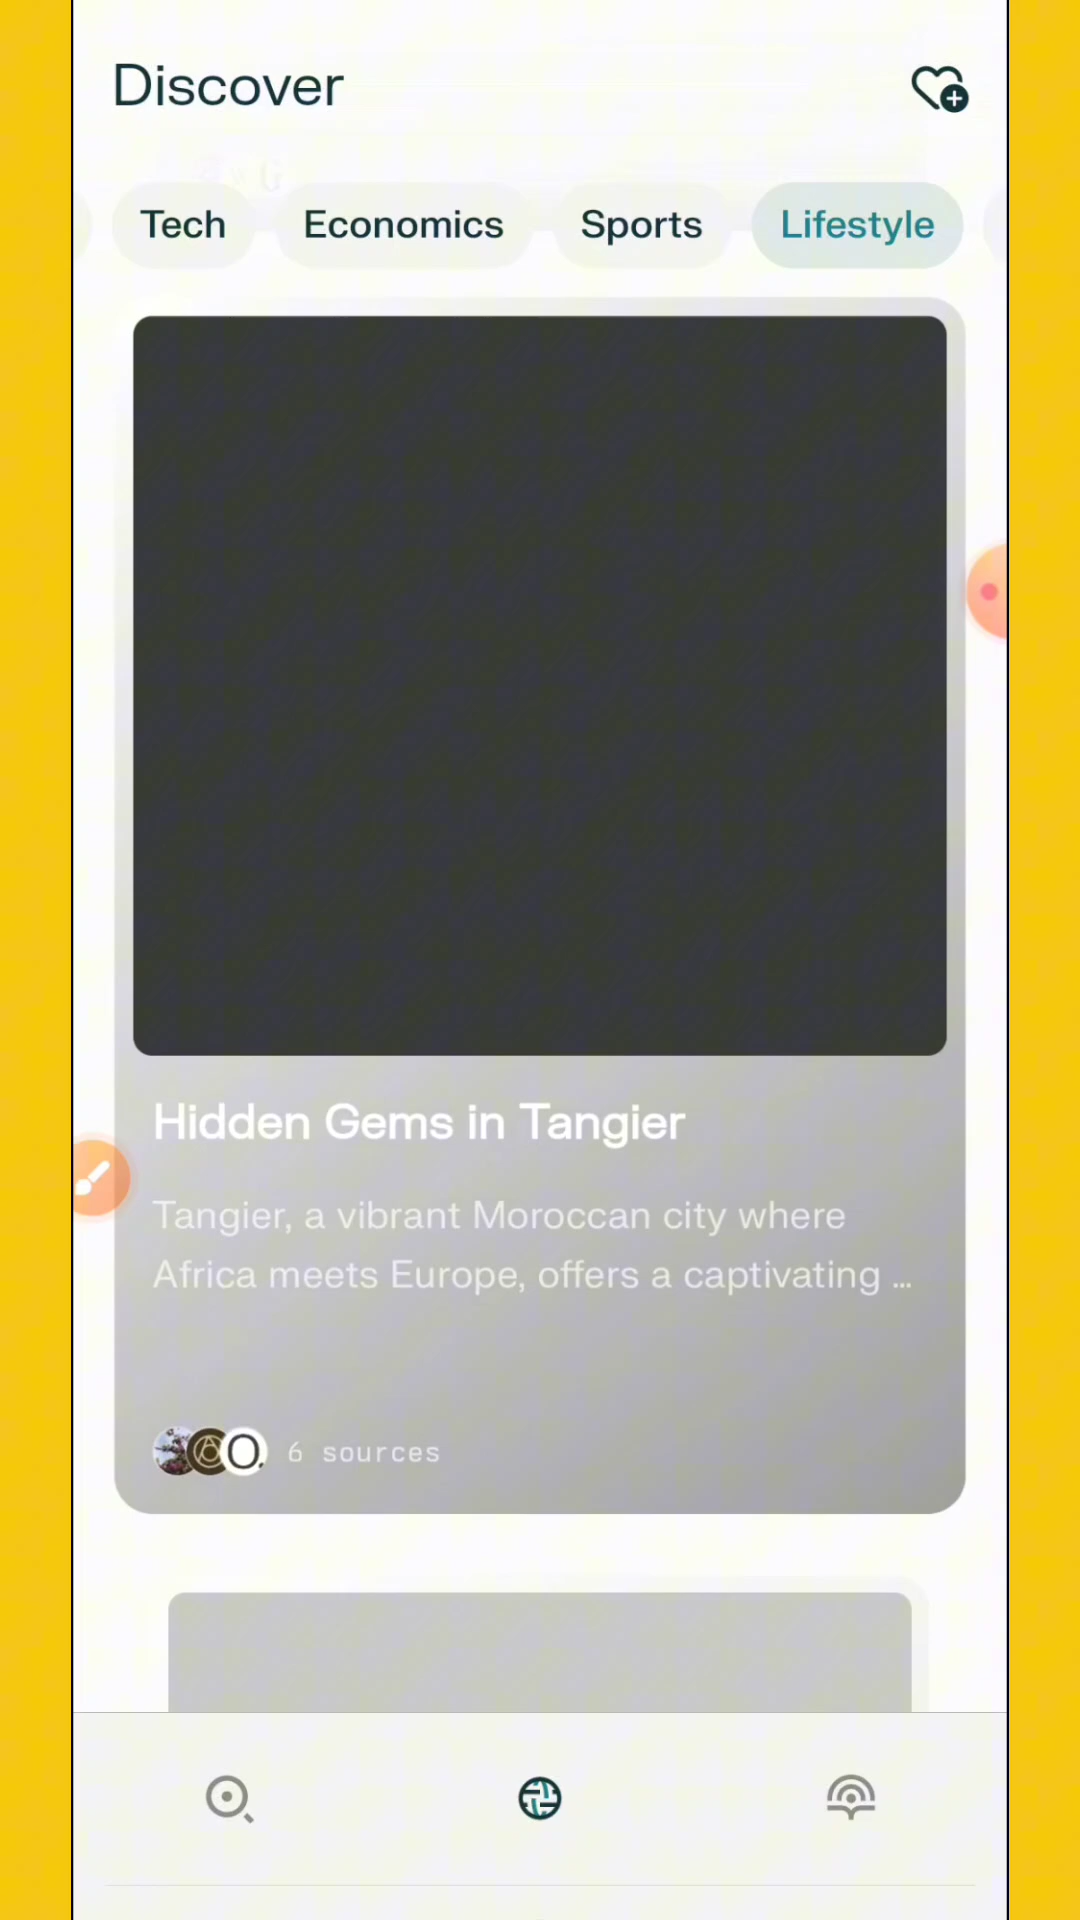 Discover
Tech
Economics
Sports
Lifestyle
Hidden Gems in Tangier
Tangier, a vibrant Moroccan city where
Africa meets Europe, offers a captivating ...
6 sources